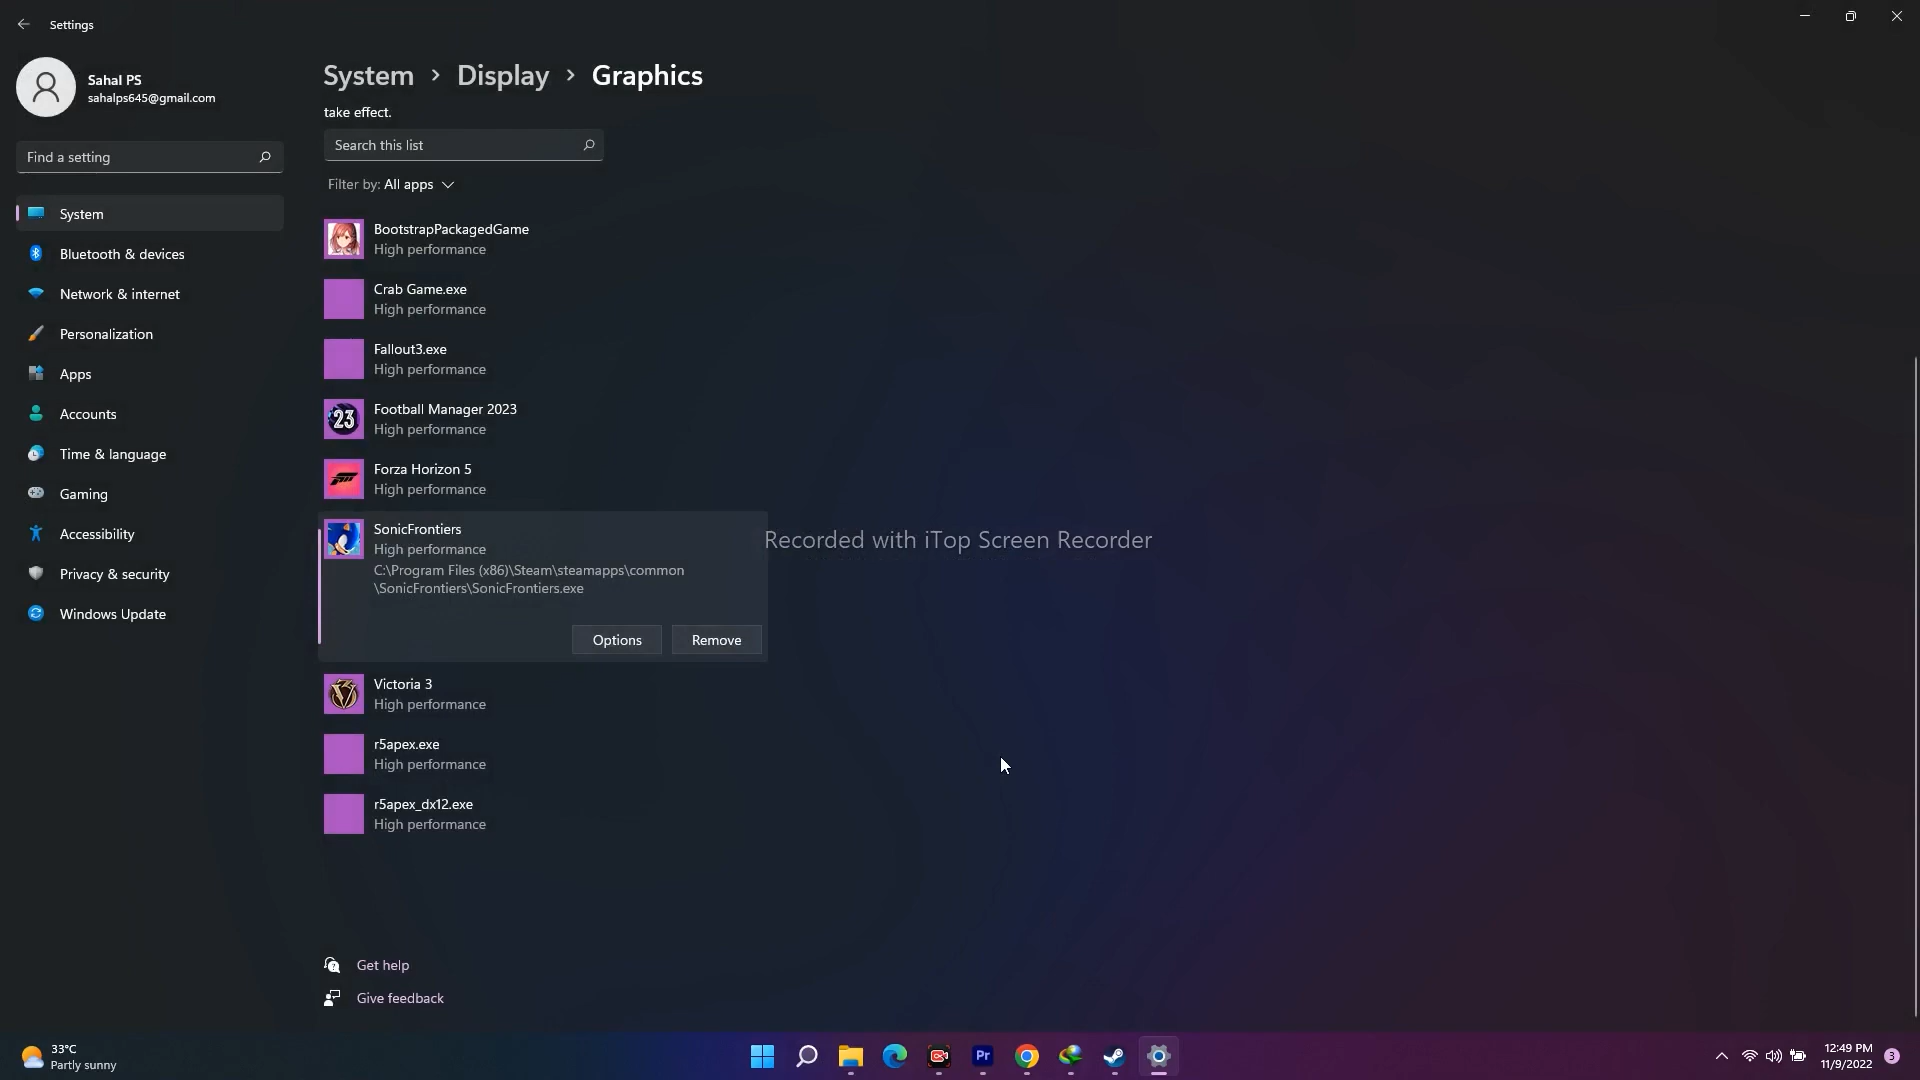 Settings
Sahal PS
sahalps645@gmail.com
Find a setting
System
Bluetooth & devices
Network & internet
Personalization
Apps
Accounts
Time & language
Gaming
Accessibility
Privacy & security
Windows Update
System > Display > Graphics
take effect.
Search this list
Filter by: All apps
BootstrapPackagedGame
High performance
Crab Game.exe
High performance
Fallout3.exe
High performance
23
Football Manager 2023
High performance
Forza Horizon 5
High performance
SonicFrontiers
High performance
C:\Program Files (x86)\Steam\steamapps\common
\SonicFrontiers\SonicFrontiers.exe
Options
Remove
Victoria 3
High performance
r5apex.exe
High performance
r5apex_dx12.exe
High performance
Recorded with iTop Screen Recorder
Get help
Give feedback
33°C
Partly sunny
Pr
12:49 PM
11/9/2022
3